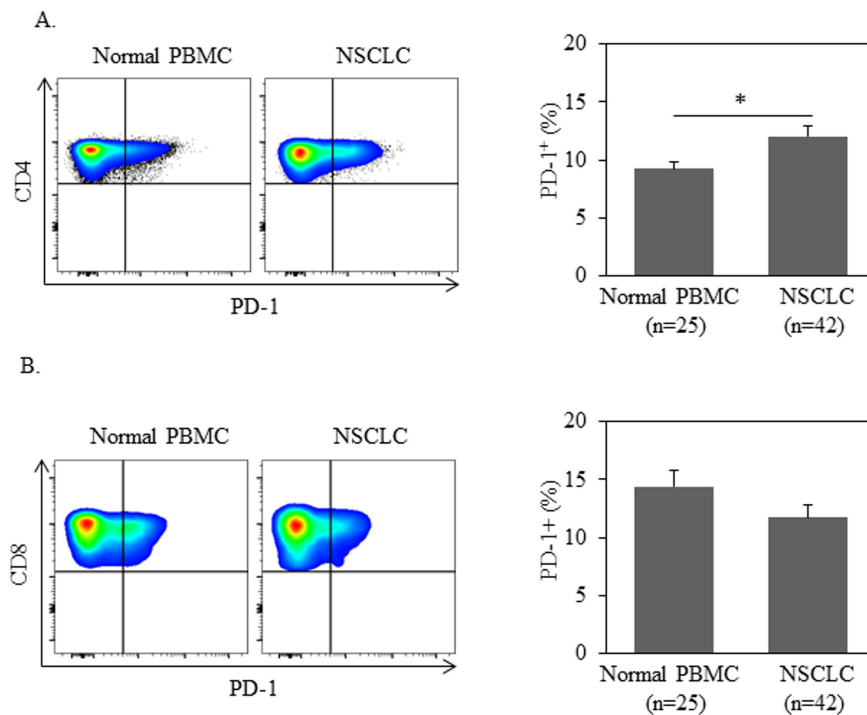 A.
Normal PBMC
NSCLC
CD4
PD-1
20
15
10
5
0
PD-1+ (%)
*
Normal PBMC
(n=25)
NSCLC
(n=42)
B.
Normal PBMC
NSCLC
CD8
PD-1
20
15
10
5
0
PD-1+ (%)
Normal PBMC
(n=25)
NSCLC
(n=42)